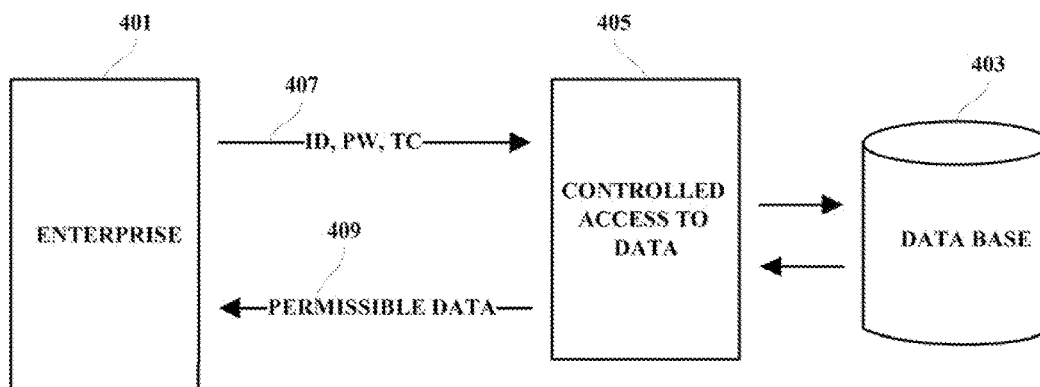 401
405
403
407
ID, PW, TC
CONTROLLED
ACCESS TO
DATA
ENTERPRISE
DATA BASE
409
PERMISSIBLE DATA